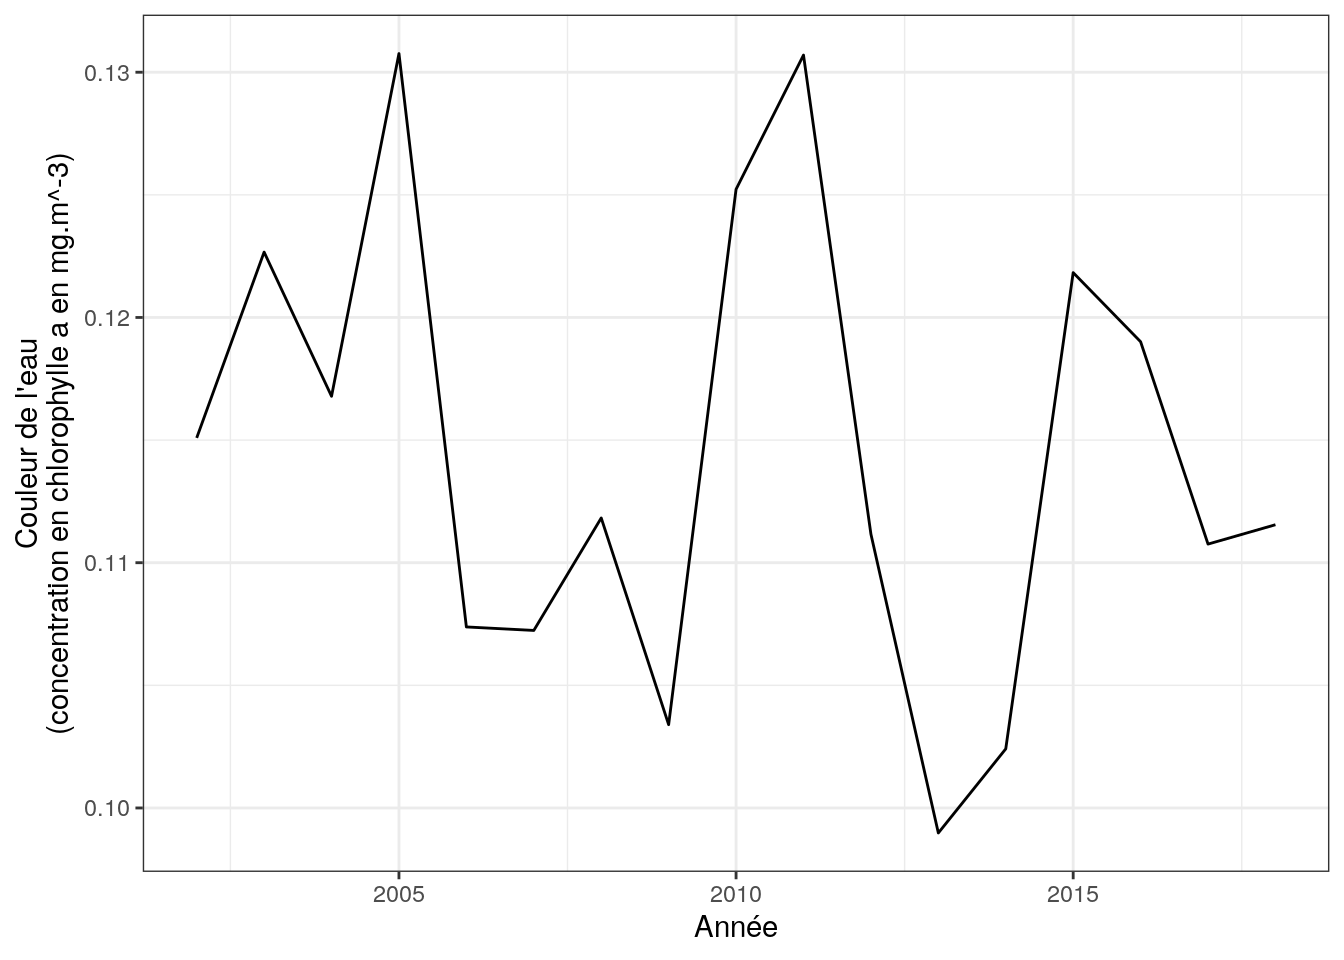 Couleur de l'eau
(concentration en chlorophylle a en mg.m^-3)
0.13
0.12
0.11
0.10
2005
2010
2015
Année